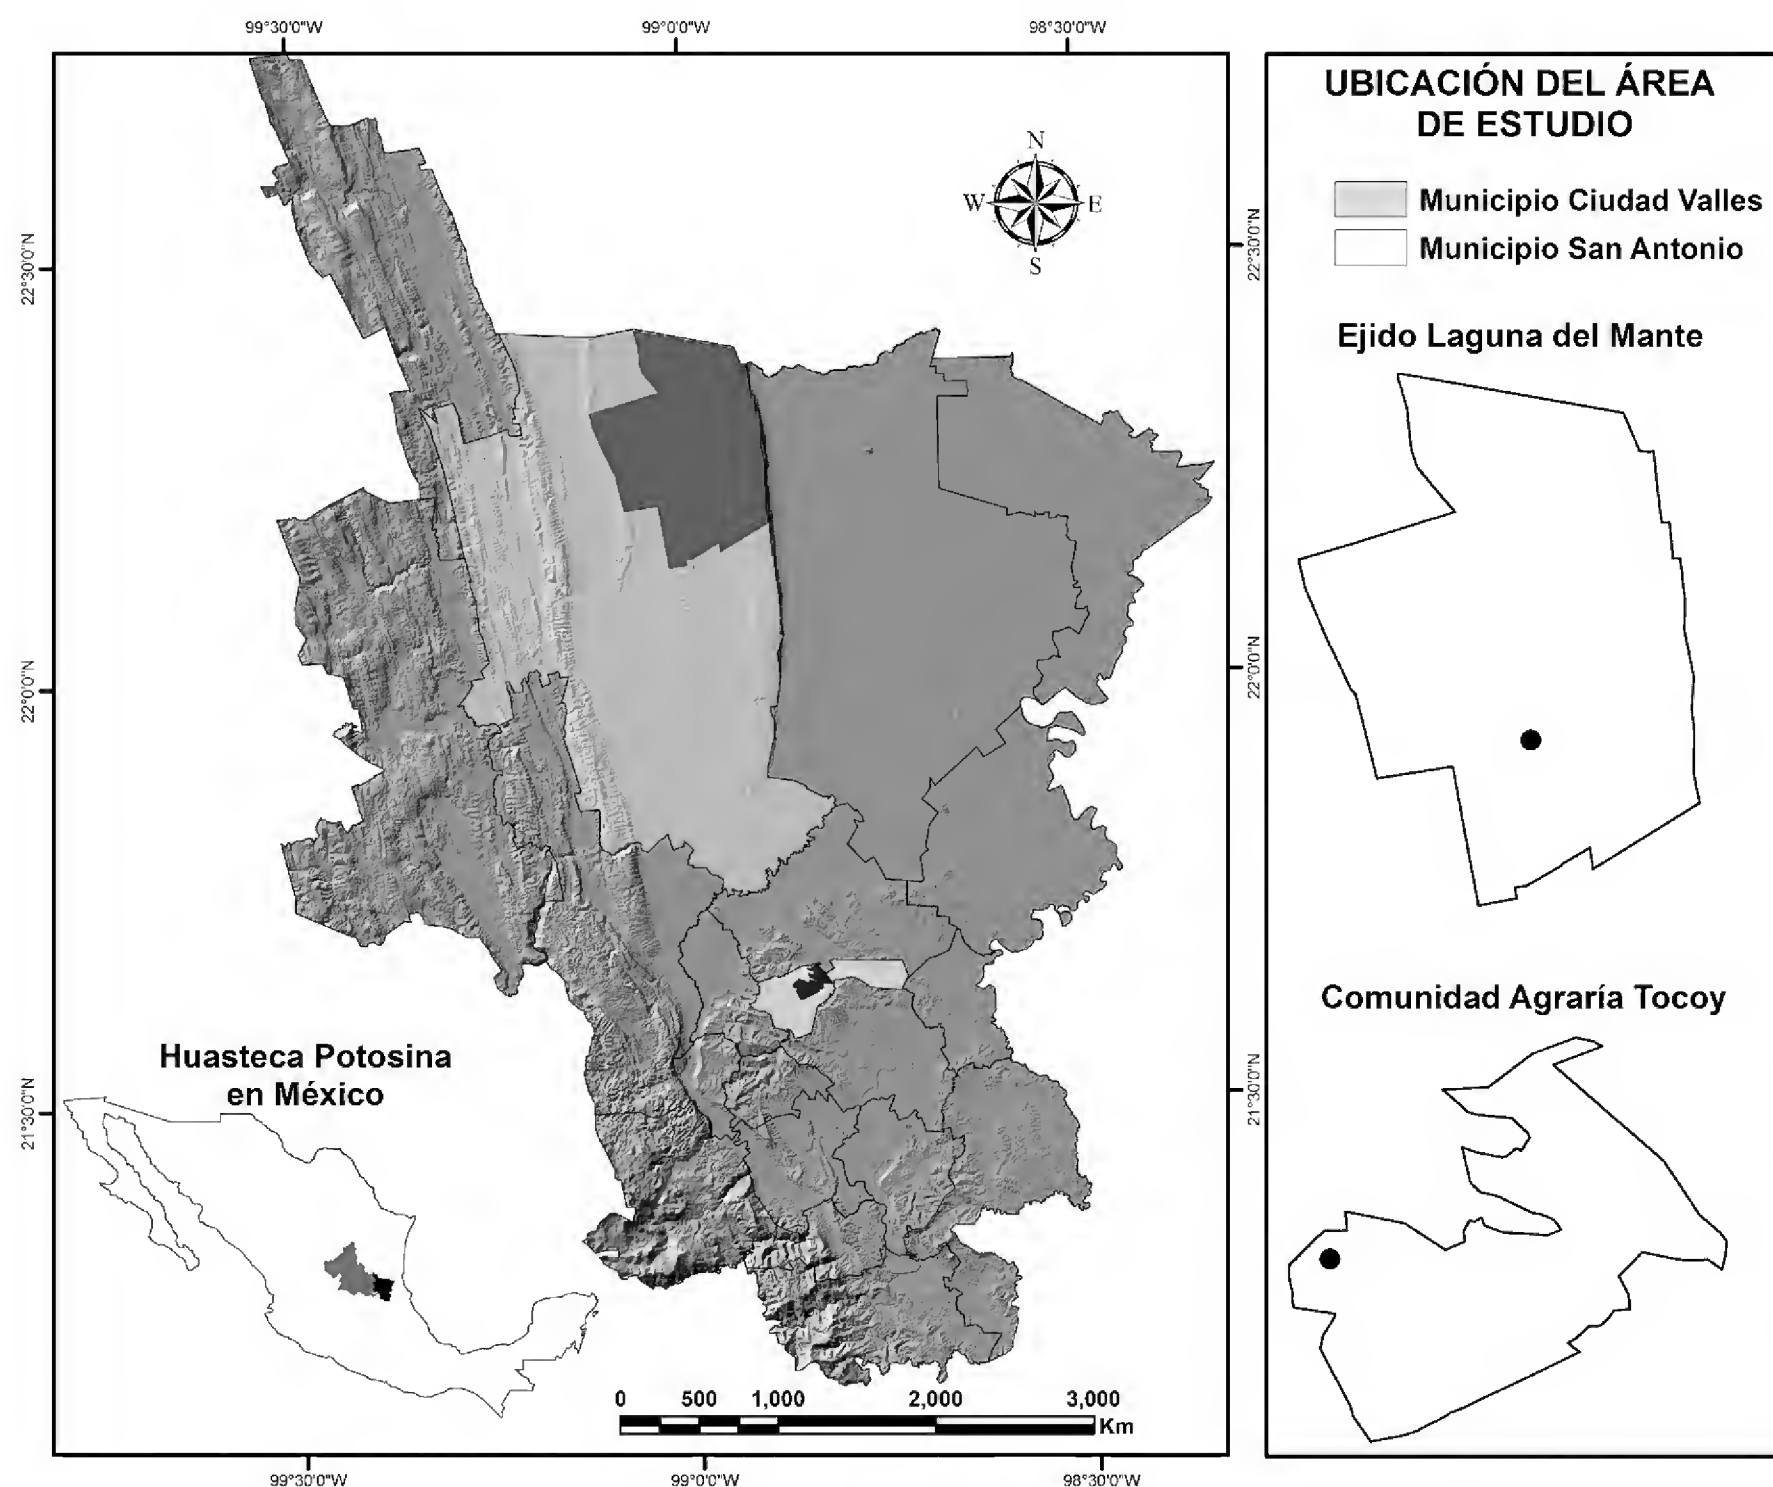 99°30'0"W 99°0'0"W 98°30'0"W
UBICACIÓN DEL ÁREA
DE ESTUDIO
Municipio Ciudad Valles
Municipio San Antonio
Ejido Laguna del Mante
Comunidad Agraría Tocoy
N
W E
S
22°30'0"N
22°0'0"N
21°30'0"N
22°30'0"N
22°0'0"N
21°30'0"N
Huasteca Potosina
en México
0 500 1,000 2,000 3,000
Km
99°30'0"W 99°0'0"W 98°30'0"W